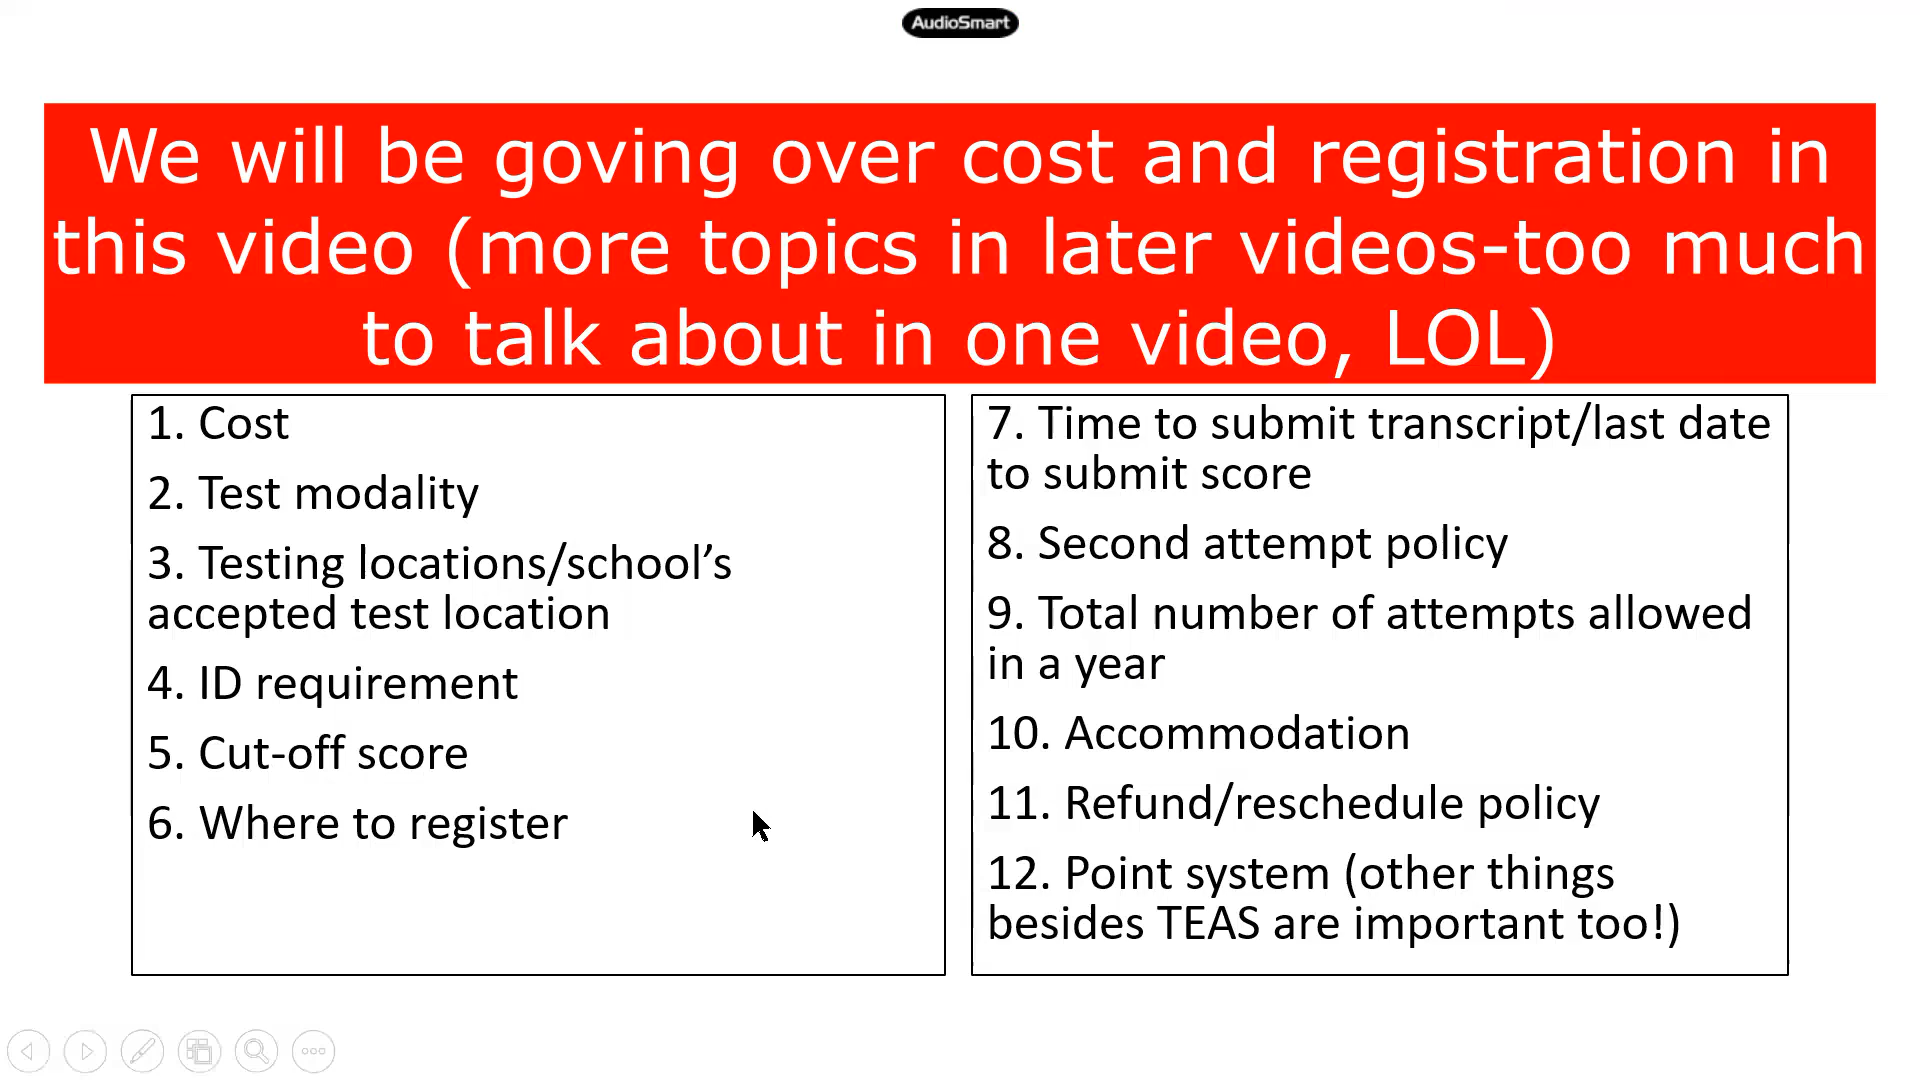 AudioSmart
We will be goving over cost and registration in
this video (more topics in later videos-too much
to talk about in one video, LOL)
1. Cost
2. Test modality
3. Testing locations/school’s
accepted test location
4. ID requirement
5. Cut-off score
6. Where to register
7. Time to submit transcript/last date
to submit score
8. Second attempt policy
9. Total number of attempts allowed
in a year
10. Accommodation
11. Refund/reschedule policy
12. Point system (other things
besides TEAS are important too!)